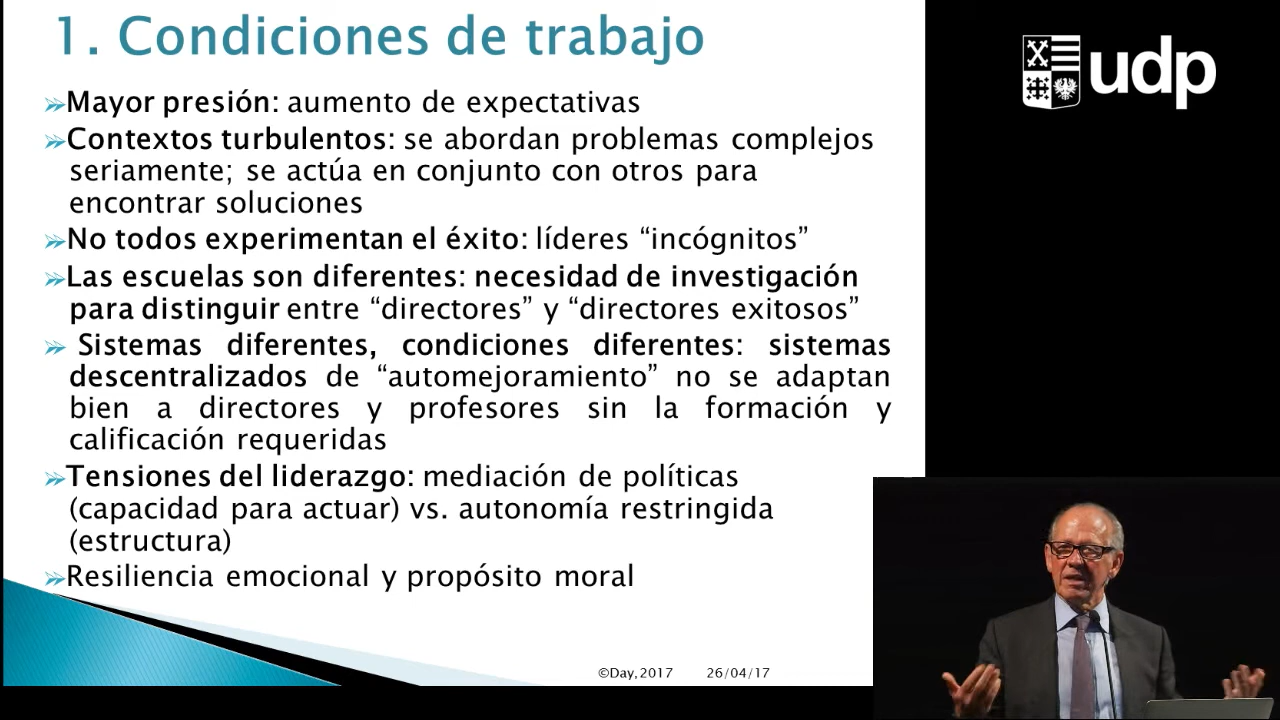 1. Condiciones de trabajo
Mayor presión: aumento de expectativas
Contextos turbulentos: se abordan problemas complejos
seriamente; se actúa en conjunto con otros para
encontrar soluciones
No todos experimentan el éxito: líderes “incógnitos”
Las escuelas son diferentes: necesidad de investigación
para distinguir entre “directores” y “directores exitosos”
Sistemas diferentes, condiciones diferentes: sistemas
descentralizados de “automejoramiento” no se adaptan
bien a directores y profesores sin la formación y
calificación requeridas
Tensiones del liderazgo: mediación de políticas
(capacidad para actuar) vs. autonomía restringida
(estructura)
Resiliencia emocional y propósito moral
©Day,2017 26/04/17
udp